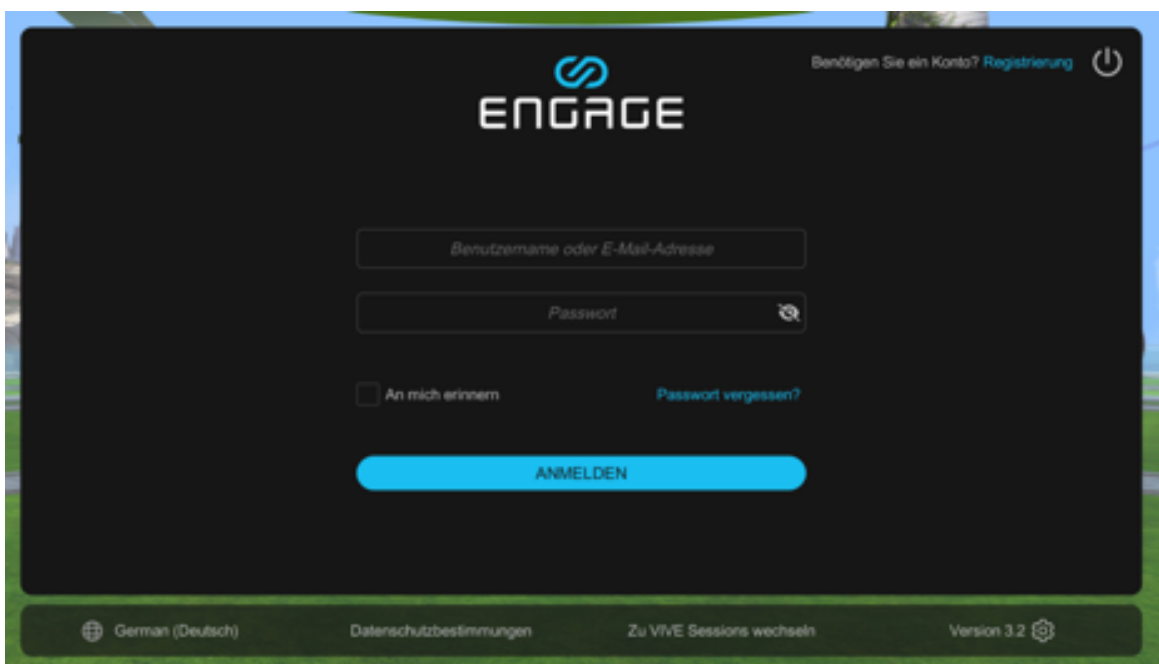 Benötigen Sie ein Konto? Registrierung
ENGAGE
Benutzername oder E-Mail-Adresse
Passwort
An mich erinnern Passwort vergessen?
ANMELDEN
German (Deutsch) Datenschutzbestimmungen Zu VIVE Sessions wechseln Version 3.2